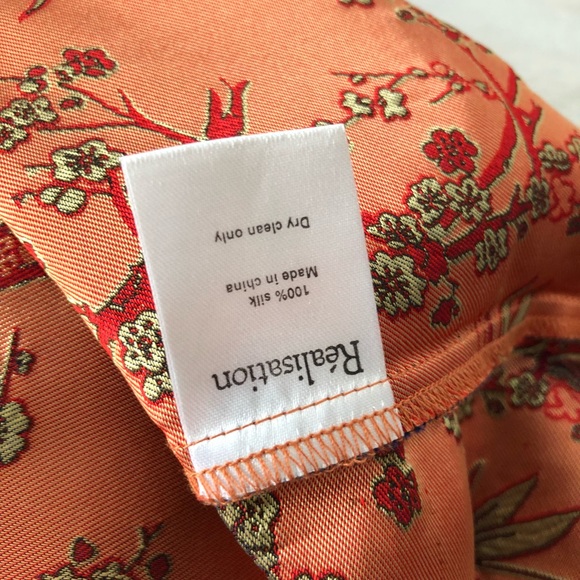 Réalisation
100% silk
Made in china
Dry clean only